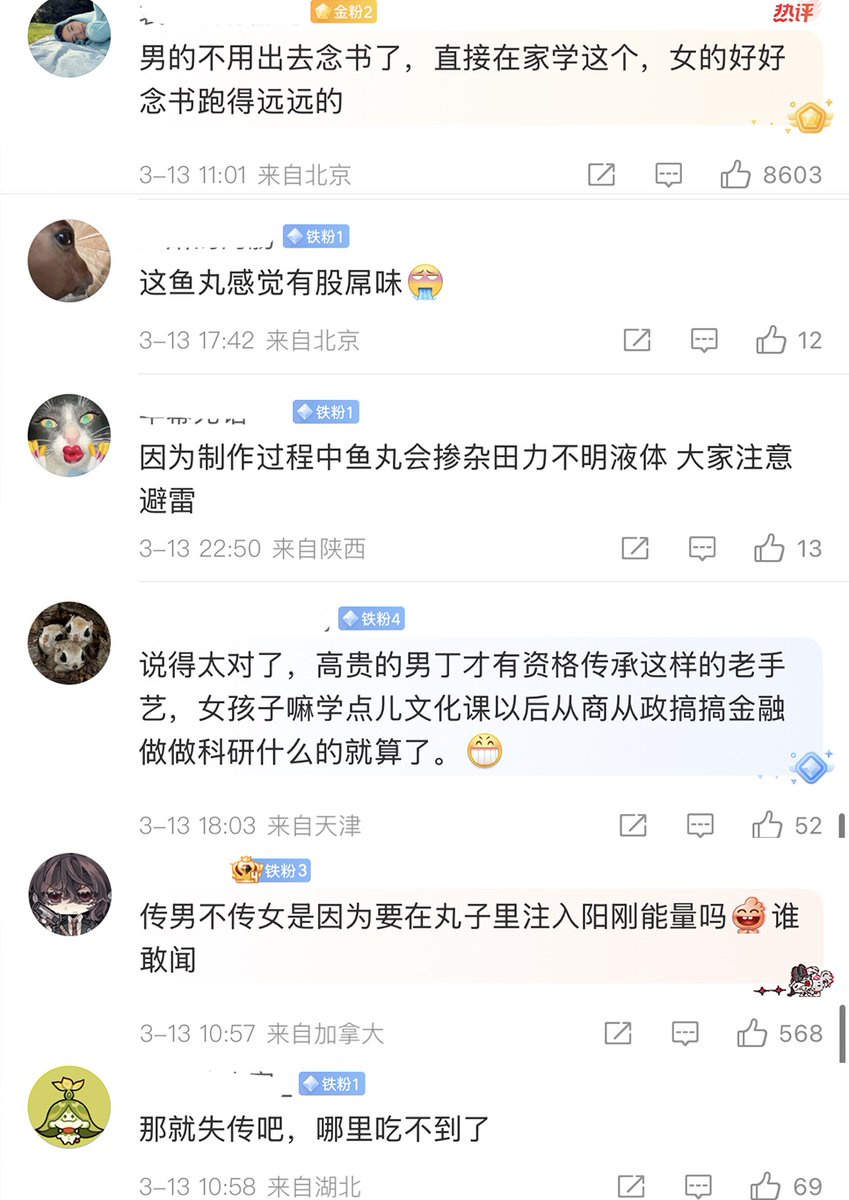 金粉2
热评
男的不用出去念书了，直接在家学这个，女的好好
念书跑得远远的
3-13 11:01 来自北京
8603
铁粉1
这鱼丸感觉有股屌味
3-13 17:42 来自北京
12
铁粉1
因为制作过程中鱼丸会掺杂田力不明液体 大家注意
避雷
3-13 22:50 来自陕西
13
铁粉4
说得太对了，高贵的男丁才有资格传承这样的老手
艺，女孩子嘛学点儿文化课以后从商从政搞搞金融
做做科研什么的就算了。
3-13 18:03 来自天津
52
铁粉3
传男不传女是因为要在丸子里注入阳刚能量吗谁
敢闻
3-13 10:57 来自加拿大
568
铁粉1
那就失传吧，哪里吃不到了
3-13 10:58 来自湖北
69